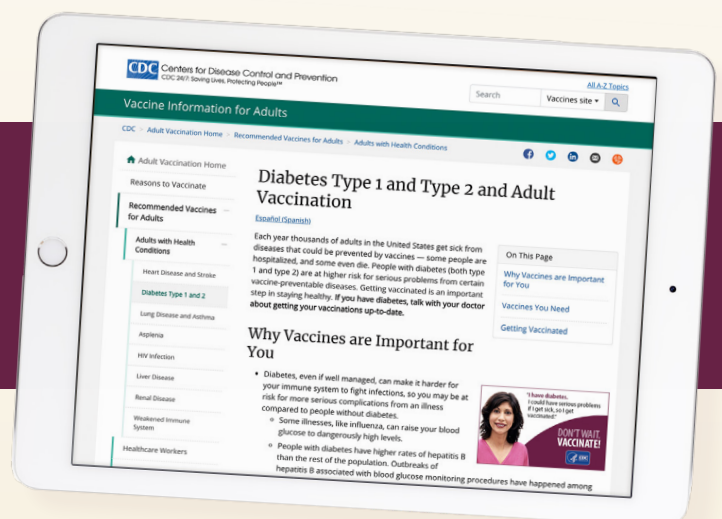 CDC Centers for Disease Control and Prevention
CDC 24/7: Saving Lives, Protecting People™
All A-Z Topics
Search
Vaccines site
Vaccine Information for Adults
CDC > Adult Vaccination Home > Recommended Vaccines for Adults > Adults with Health Conditions
Adult Vaccination Home
Reasons to Vaccinate
Recommended Vaccines
for Adults
Adults with Health
Conditions
Heart Disease and Stroke
Diabetes Type 1 and 2
Lung Disease and Asthma
Asplenia
HIV Infection
Liver Disease
Renal Disease
Weakened Immune
System
Healthcare Workers
Diabetes Type 1 and Type 2 and Adult
Vaccination
Español (Spanish)
Each year thousands of adults in the United States get sick from
diseases that could be prevented by vaccines — some people are
hospitalized, and some even die. People with diabetes (both type
1 and type 2) are at higher risk for serious problems from certain
vaccine-preventable diseases. Getting vaccinated is an important
step in staying healthy. If you have diabetes, talk with your doctor
about getting your vaccinations up-to-date.
On This Page
Why Vaccines are Important
for You
Vaccines You Need
Getting Vaccinated
Why Vaccines are Important for
You
• Diabetes, even if well managed, can make it harder for
your immune system to fight infections, so you may be at
risk for more serious complications from an illness
compared to people without diabetes.
Some illnesses, like influenza, can raise your blood
glucose to dangerously high levels.
People with diabetes have higher rates of hepatitis B
than the rest of the population. Outbreaks of
hepatitis B associated with blood glucose monitoring procedures have happened among
"I have diabetes.
I could have serious problems
if I get sick, so I get
vaccinated."
DON'T WAIT.
VACCINATE!
CDC